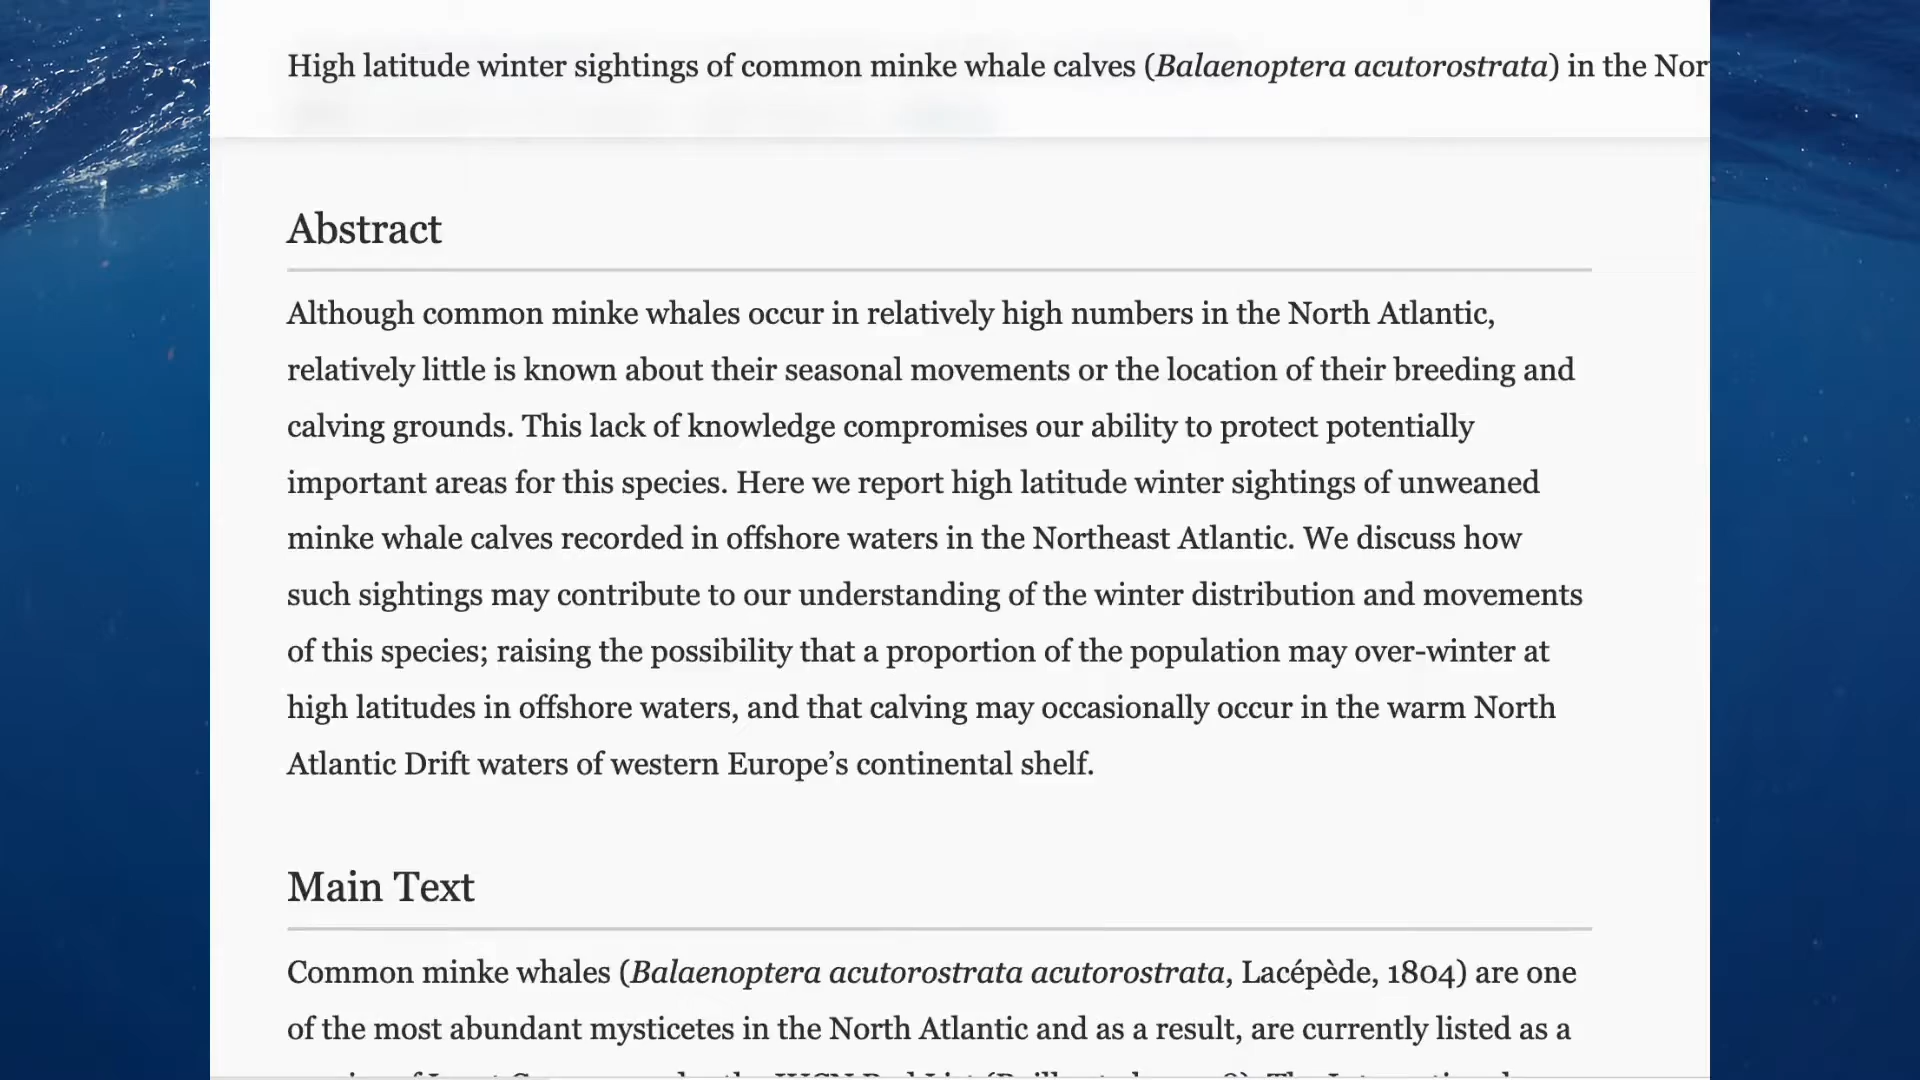 High latitude winter sightings of common minke whale calves (Balaenoptera acutorostrata) in the Nor
Abstract
Although common minke whales occur in relatively high numbers in the North Atlantic,
relatively little is known about their seasonal movements or the location of their breeding and
calving grounds. This lack of knowledge compromises our ability to protect potentially
important areas for this species. Here we report high latitude winter sightings of unweaned
minke whale calves recorded in offshore waters in the Northeast Atlantic. We discuss how
such sightings may contribute to our understanding of the winter distribution and movements
of this species; raising the possibility that a proportion of the population may over-winter at
high latitudes in offshore waters, and that calving may occasionally occur in the warm North
Atlantic Drift waters of western Europe’s continental shelf.
Main Text
Common minke whales (Balaenoptera acutorostrata acutorostrata, Lacépède, 1804) are one
of the most abundant mysticetes in the North Atlantic and as a result, are currently listed as a